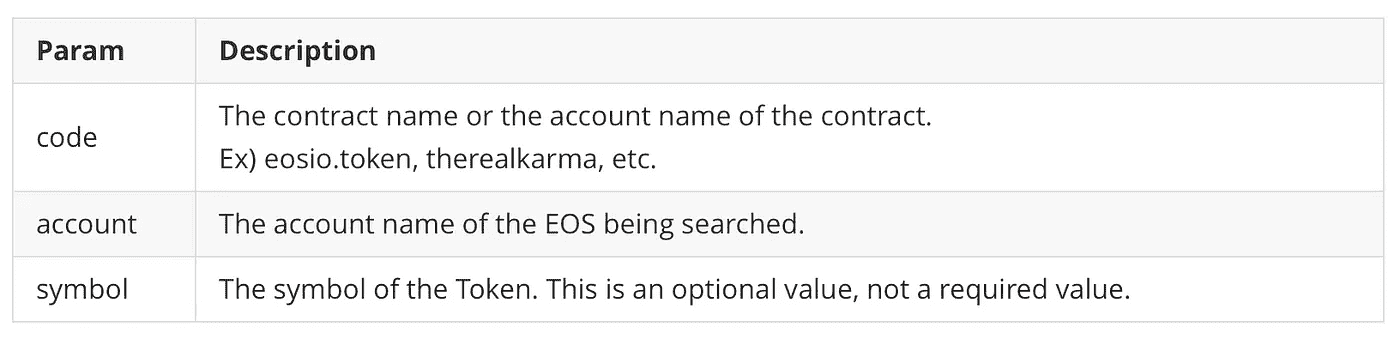 Param Description
code
The contract name or the account name of the contract.
Ex) eosio.token, therealkarma, etc.
account The account name of the EOS being searched.
symbol The symbol of the Token. This is an optional value, not a required value.